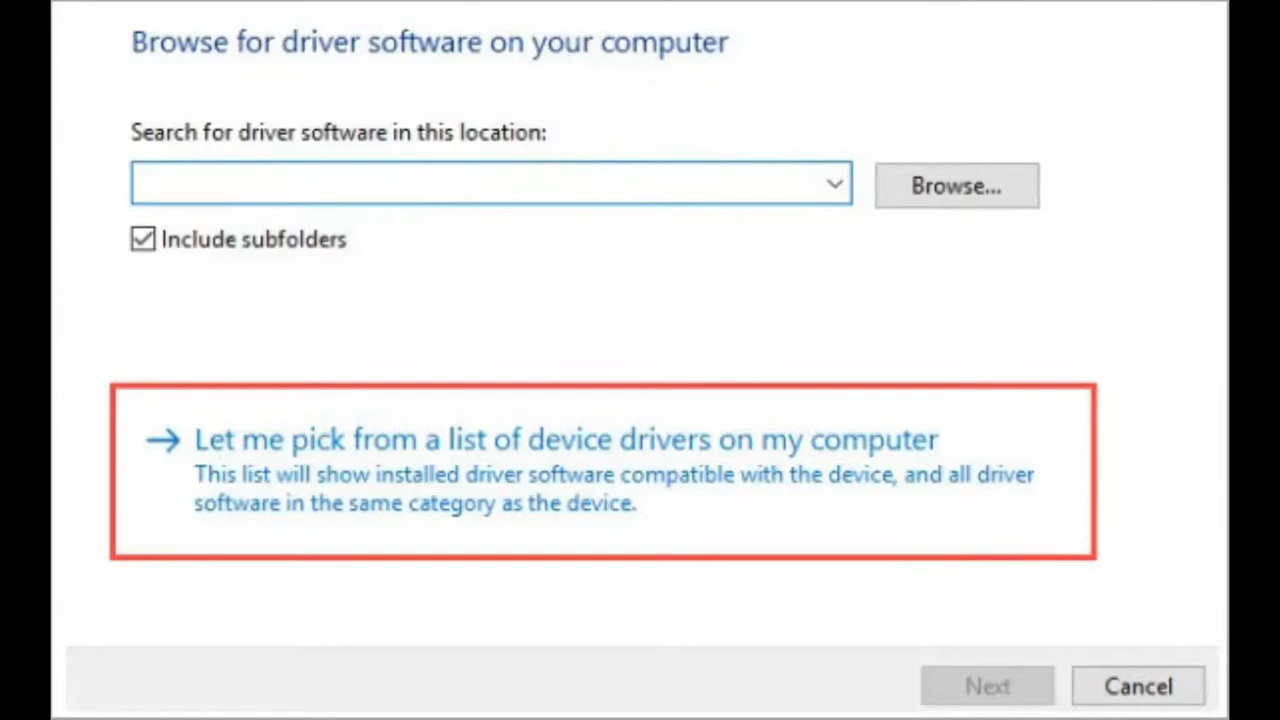 Browse for driver software on your computer
Search for driver software in this location:
Browse...
Include subfolders
Let me pick from a list of device drivers on my computer
This list will show installed driver software compatible with the device, and all driver
software in the same category as the device.
Next
Cancel